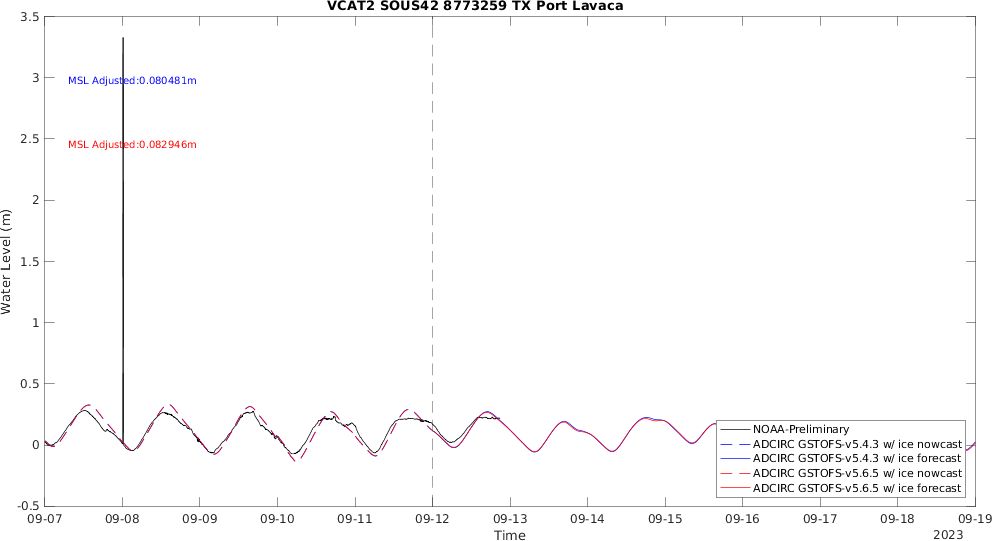 VCAT2 SOUS42 8773259 TX Port Lavaca
3.5
3
2.5
2
1.5
1
0.5
0
-0.5
Water Level (m)
MSL Adjusted:0.080481m
MSL Adjusted:0.082946m
NOAA-Preliminary
ADCIRC GSTOFS-v5.4.3 w/ ice nowcast
ADCIRC GSTOFS-v5.4.3 w/ ice forecast
ADCIRC GSTOFS-v5.6.5 w/ ice nowcast
ADCIRC GSTOFS-v5.6.5 w/ ice forecast
09-07 09-08 09-09 09-10 09-11 09-12 09-13 09-14 09-15 09-16 09-17 09-18 09-19
Time
2023